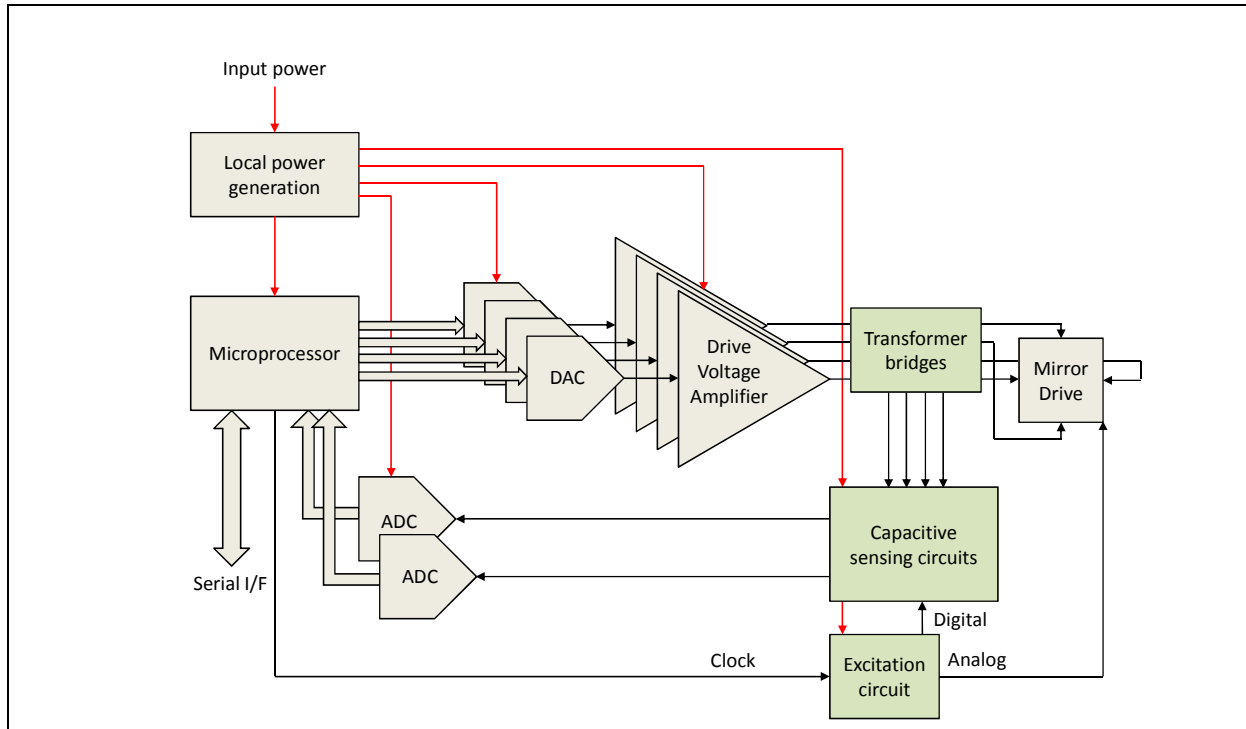 Input power
Local power
generation
Microprocessor
DAC
Drive
Voltage
Amplifier
Transformer
bridges
Mirror
Drive
ADC
ADC
Capacitive
sensing circuits
Serial I/F
Digital
Clock
Excitation
circuit
Analog